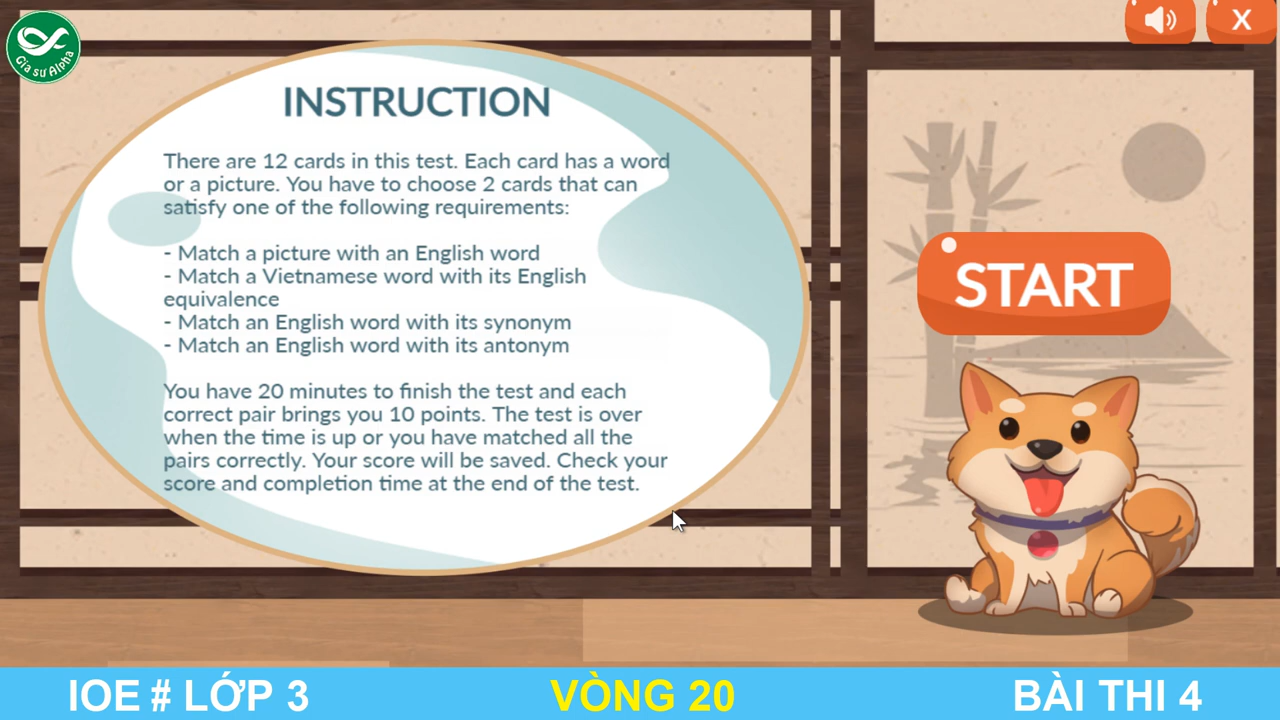 Gia sư Alpha
X
INSTRUCTION
There are 12 cards in this test. Each card has a word
or a picture. You have to choose 2 cards that can
satisfy one of the following requirements:
- Match a picture with an English word
- Match a Vietnamese word with its English
equivalence
- Match an English word with its synonym
- Match an English word with its antonym
You have 20 minutes to finish the test and each
correct pair brings you 10 points. The test is over
when the time is up or you have matched all the
pairs correctly. Your score will be saved. Check your
score and completion time at the end of the test.
START
IOE # LỚP 3
VÒNG 20
BÀI THI 4